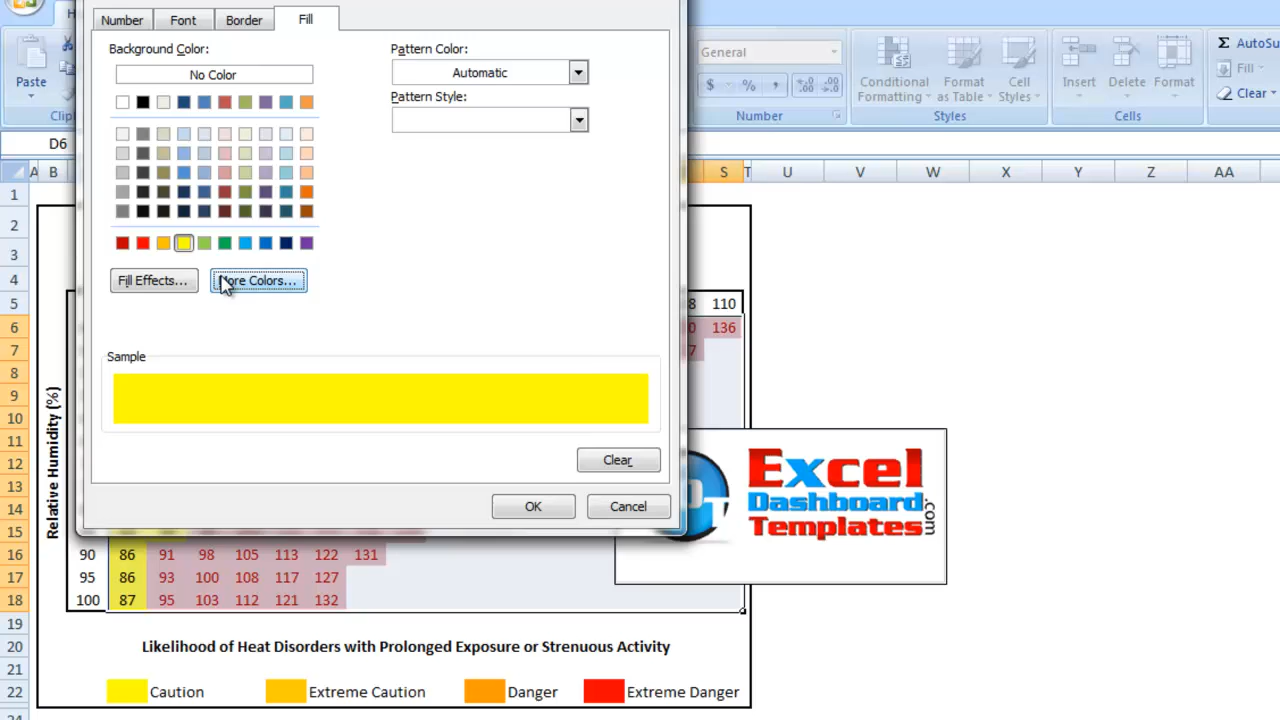 Number Font Border Fill
Background Color:
No Color
Pattern Color:
Automatic
Pattern Style:
Fill Effects...
More Colors...
Sample
Clear
OK
Cancel
Paste
General
$ % ,
Number
Conditional
Formatting
Format
as Table
Cell
Styles
Styles
Insert Delete Format
Cells
Σ AutoSu
Fill
Clear
D6
A B S T U V W X Y Z AA
1
2
3
4
5 8 110
6 0 136
7 7
8
9
10
11
12
13
14
15
16 90 86 91 98 105 113 122 131
17 95 86 93 100 108 117 127
18 100 87 95 103 112 121 132
19
20 Likelihood of Heat Disorders with Prolonged Exposure or Strenuous Activity
21
22 Caution Extreme Caution Danger Extreme Danger
Relative Humidity (%)
Excel
Dashboard
Templates
.com